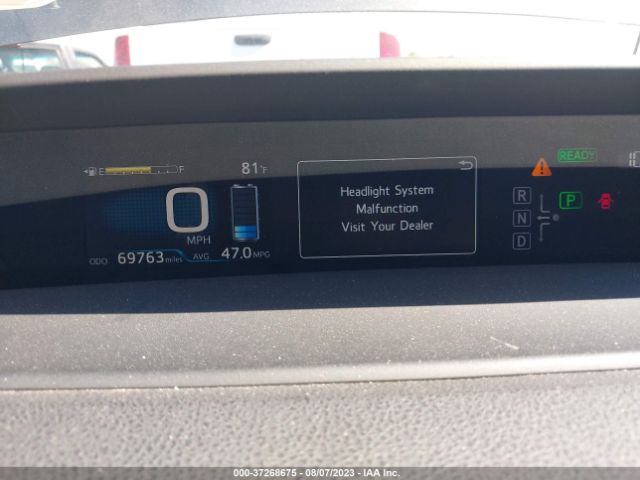 E F
81°F
0
MPH
ODO 69763 miles AVG 47.0 MPG
Headlight System
Malfunction
Visit Your Dealer
READY
10
R
N
D
P
000-37268675 - 08/07/2023 - IAA Inc.